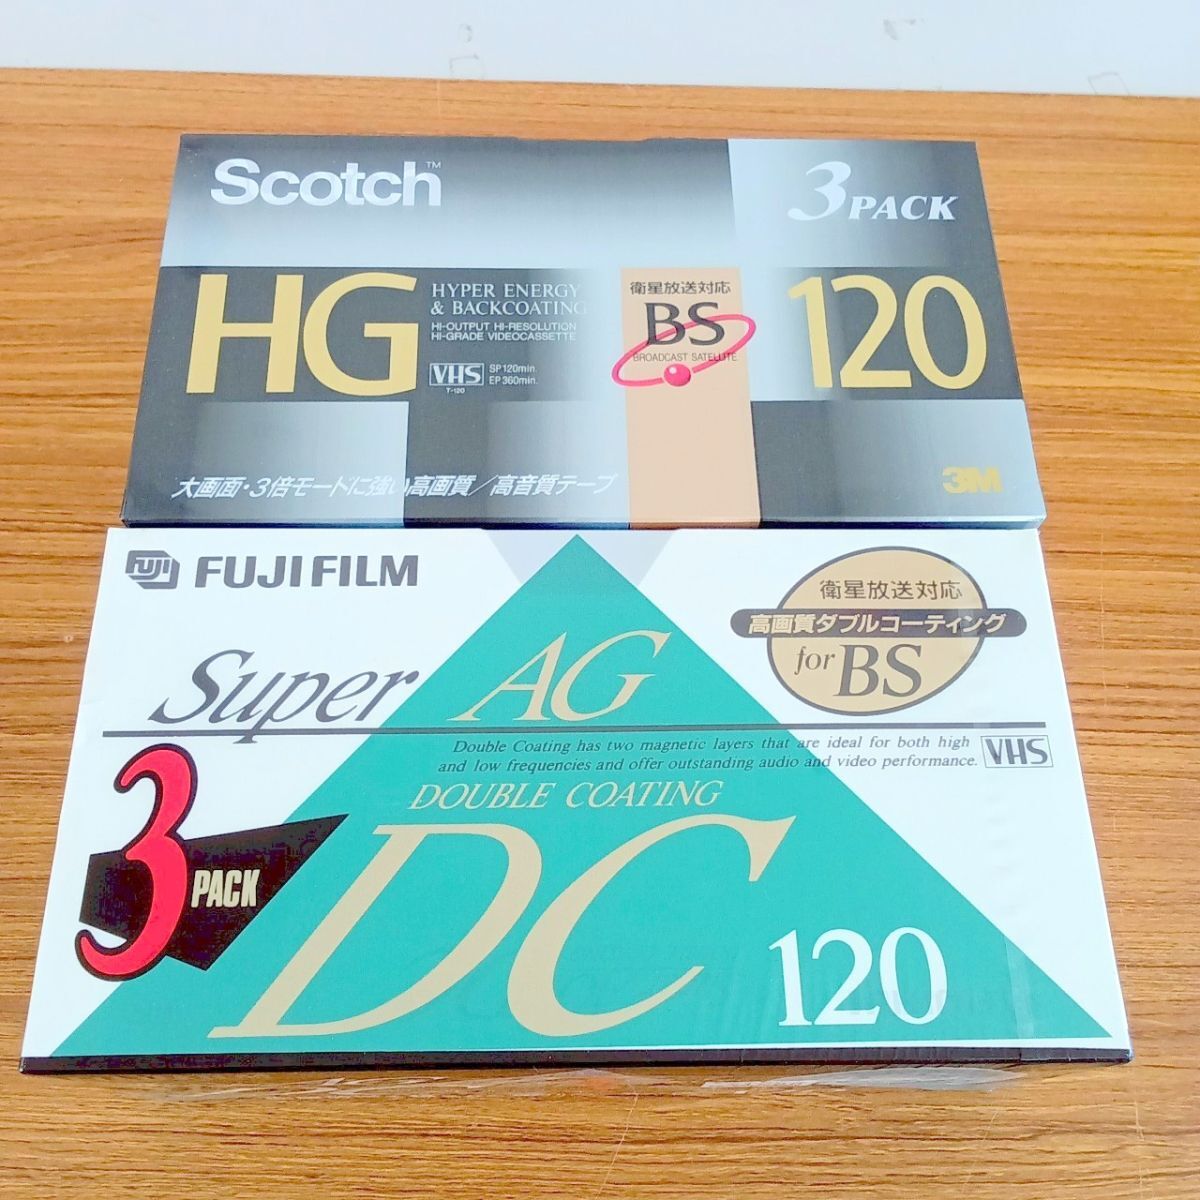 Scotch™
3PACK
HG
HYPER ENERGY
& BACKCOATING
HI-OUTPUT HI-RESOLUTION
HI-GRADE VIDEOCASSETTE
VHS
T-120
SP120min.
EP360min.
衛星放送対応
BS
BROADCAST SATELLITE
120
大画面・3倍モードに強い高画質/高音質テープ
3M
Fuji FUJIFILM
衛星放送対応
高画質ダブルコーティング
for BS
Super AG
Double Coating has two magnetic layers that are ideal for both high
and low frequencies and offer outstanding audio and video performance.
VHS
DOUBLE COATING
3
PACK
DC
120